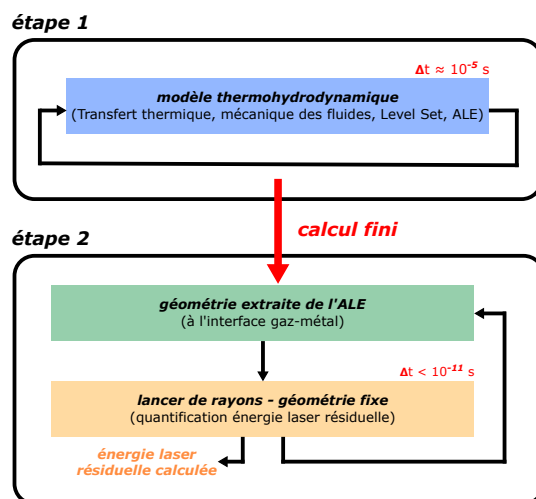 étape 1
Δt ≈ 10⁻⁵ s
modèle thermohydrodynamique
(Transfert thermique, mécanique des fluides, Level Set, ALE)
calcul fini
étape 2
géométrie extraite de l'ALE
(à l'interface gaz-métal)
Δt < 10⁻¹¹ s
lancer de rayons - géométrie fixe
(quantification énergie laser résiduelle)
énergie laser
résiduelle calculée